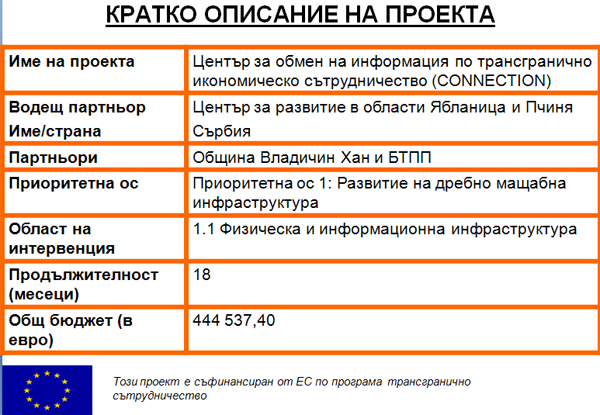 КРАТКО ОПИСАНИЕ НА ПРОЕКТА
Име на проекта
Център за обмен на информация по трансгранично
икономическо сътрудничество (CONNECTION)
Водещ партньор
Име/страна
Център за развитие в области Ябланица и Пчиня
Сърбия
Партньори
Община Владичин Хан и БТПП
Приоритетна ос
Приоритетна ос 1: Развитие на дребно мащабна
инфраструктура
Област на
интервенция
1.1 Физическа и информационна инфраструктура
Продължителност
(месеци)
18
Общ бюджет (в
евро)
444 537,40
Този проект е съфинансиран от ЕС по програма трансгранично
сътрудничество